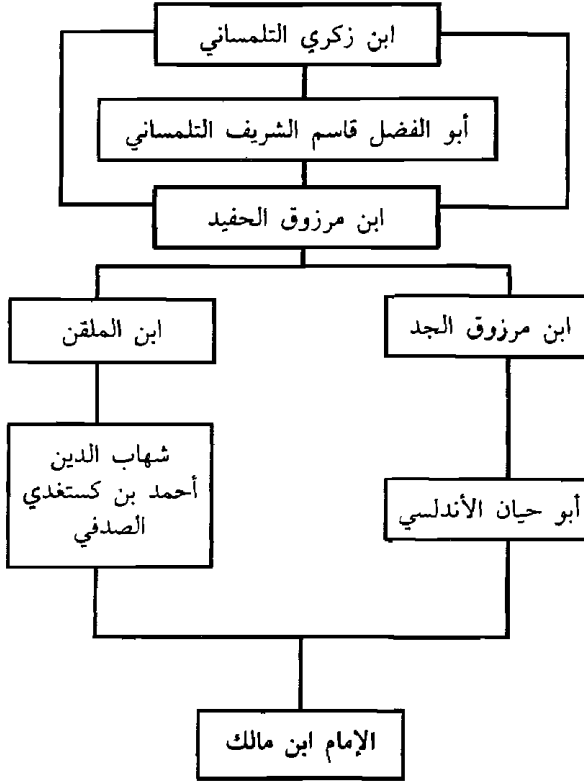 ابن زكري التلمساني
أبو الفضل قاسم الشريف التلمساني
ابن مرزوق الحفيد
ابن مرزوق الجد
ابن الملقن
شهاب الدين
أحمد بن كستغدي
الصدفي
أبو حيان الأندلسي
الإمام ابن مالك